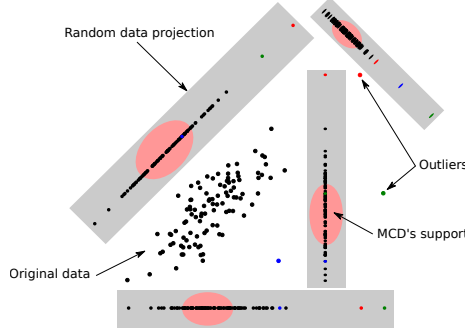 Random data projection
Outliers
MCD's support
Original data